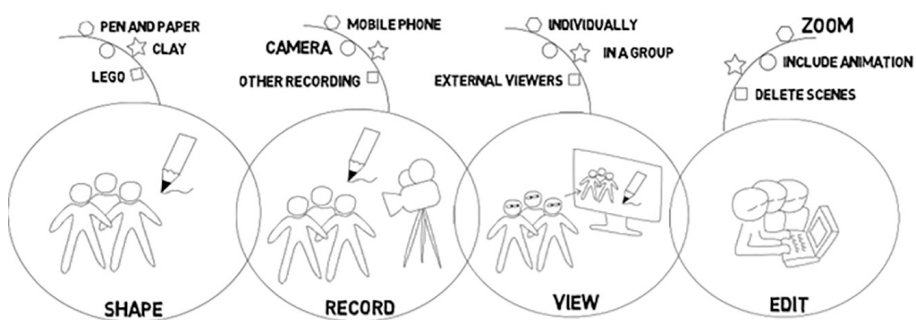 PEN AND PAPER
CLAY
LEGO
MOBILE PHONE
CAMERA
OTHER RECORDING
INDIVIDUALLY
IN A GROUP
EXTERNAL VIEWERS
ZOOM
INCLUDE ANIMATION
DELETE SCENES
SHAPE
RECORD
VIEW
EDIT